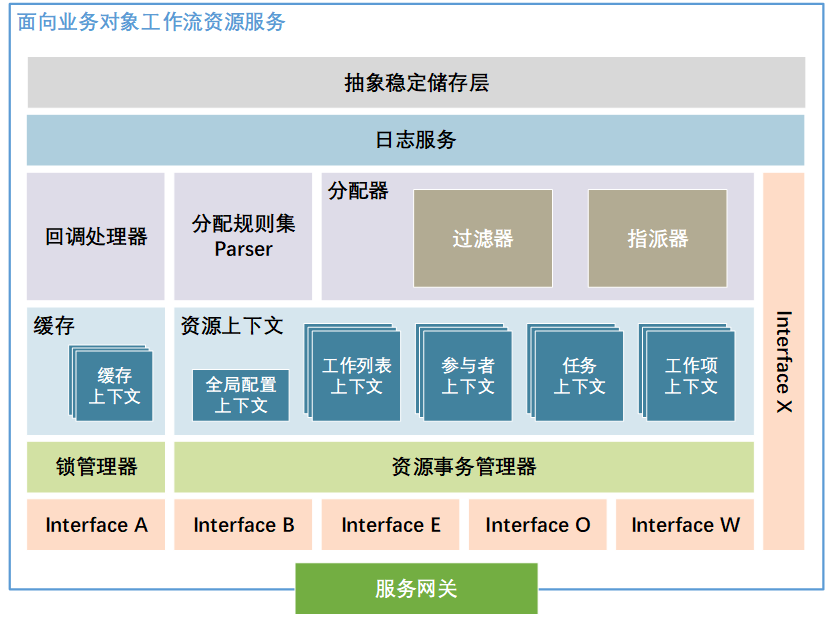 面向业务对象工作流资源服务
抽象稳定储存层
日志服务
回调处理器
分配规则集
Parser
分配器
过滤器
指派器
Interface X
缓存
缓存
上下文
资源上下文
全局配置
上下文
工作列表
上下文
参与者
上下文
任务
上下文
工作项
上下文
锁管理器
资源事务管理器
Interface A
Interface B
Interface E
Interface O
Interface W
服务网关